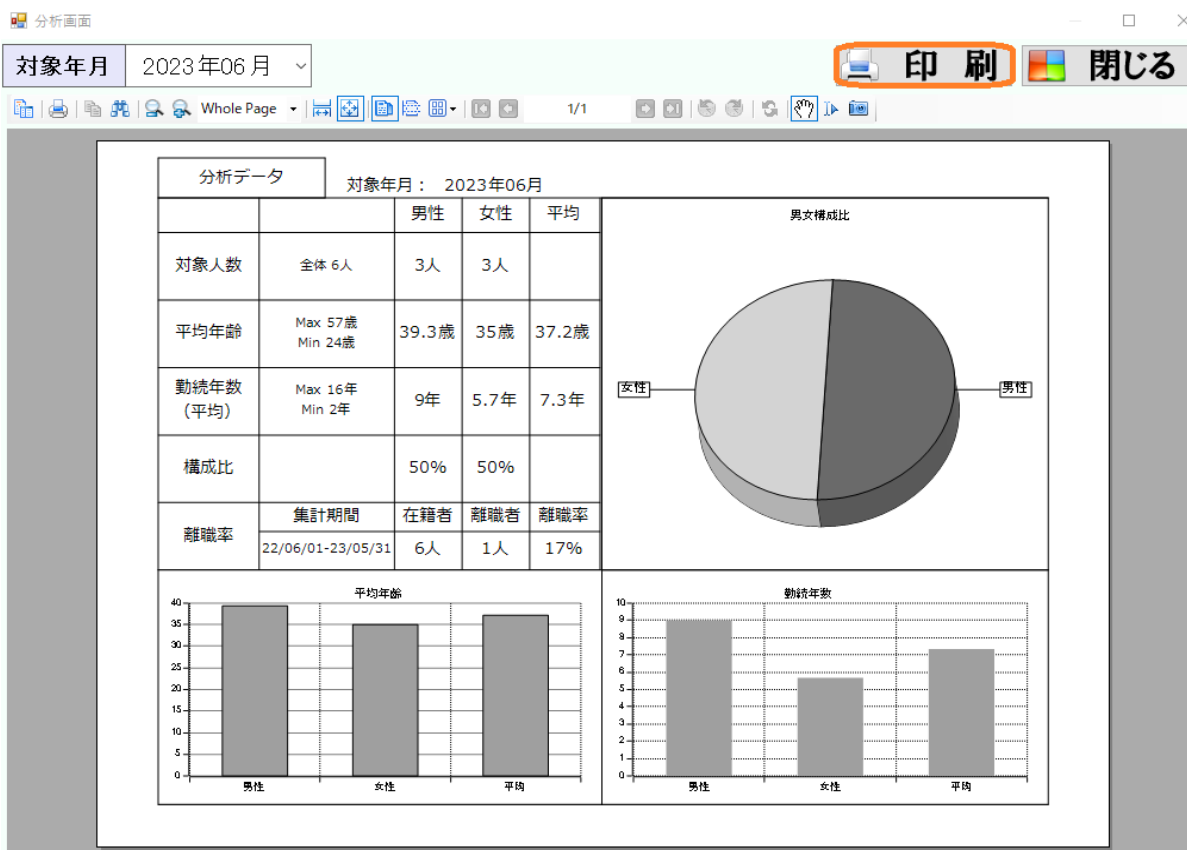 分析画面
対象年月 2023年06月 印 刷 閉じる
Whole Page 1/1
分析データ 対象年月： 2023年06月
男性 女性 平均
対象人数 全体 6人 3人 3人
平均年齢 Max 57歳 Min 24歳 39.3歳 35歳 37.2歳
勤続年数 (平均) Max 16年 Min 2年 9年 5.7年 7.3年
構成比 50% 50%
離職率 集計期間 在籍者 離職者 離職率
22/06/01-23/05/31 6人 1人 17%
男女構成比
女性 男性
平均年齢
40
35
30
25
20
15
10
5
0
男性 女性 平均
勤続年数
10
9
8
7
6
5
4
3
2
1
0
男性 女性 平均